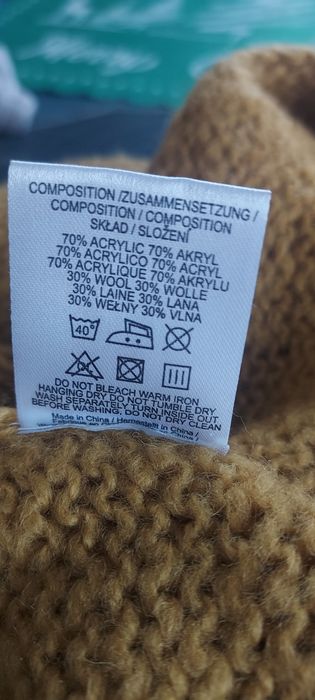 COMPOSITION /ZUSAMMENSETZUNG /
COMPOSITION / COMPOSITION
SKŁAD / SLOŽENÍ
70% ACRYLIC 70% AKRYL
70% ACRYLICO 70% ACRYL
70% ACRYLIQUE 70% AKRYLU
30% WOOL 30% WOLLE
30% LAINE 30% LANA
30% WEŁNY 30% VLNA
40°
DO NOT BLEACH WARM IRON
HANGING DRY DO NOT TUMBLE DRY
WASH SEPARATELY TURN INSIDE OUT
BEFORE WASHING, DO NOT DRY CLEAN
Made in China / Hergestellt in China /